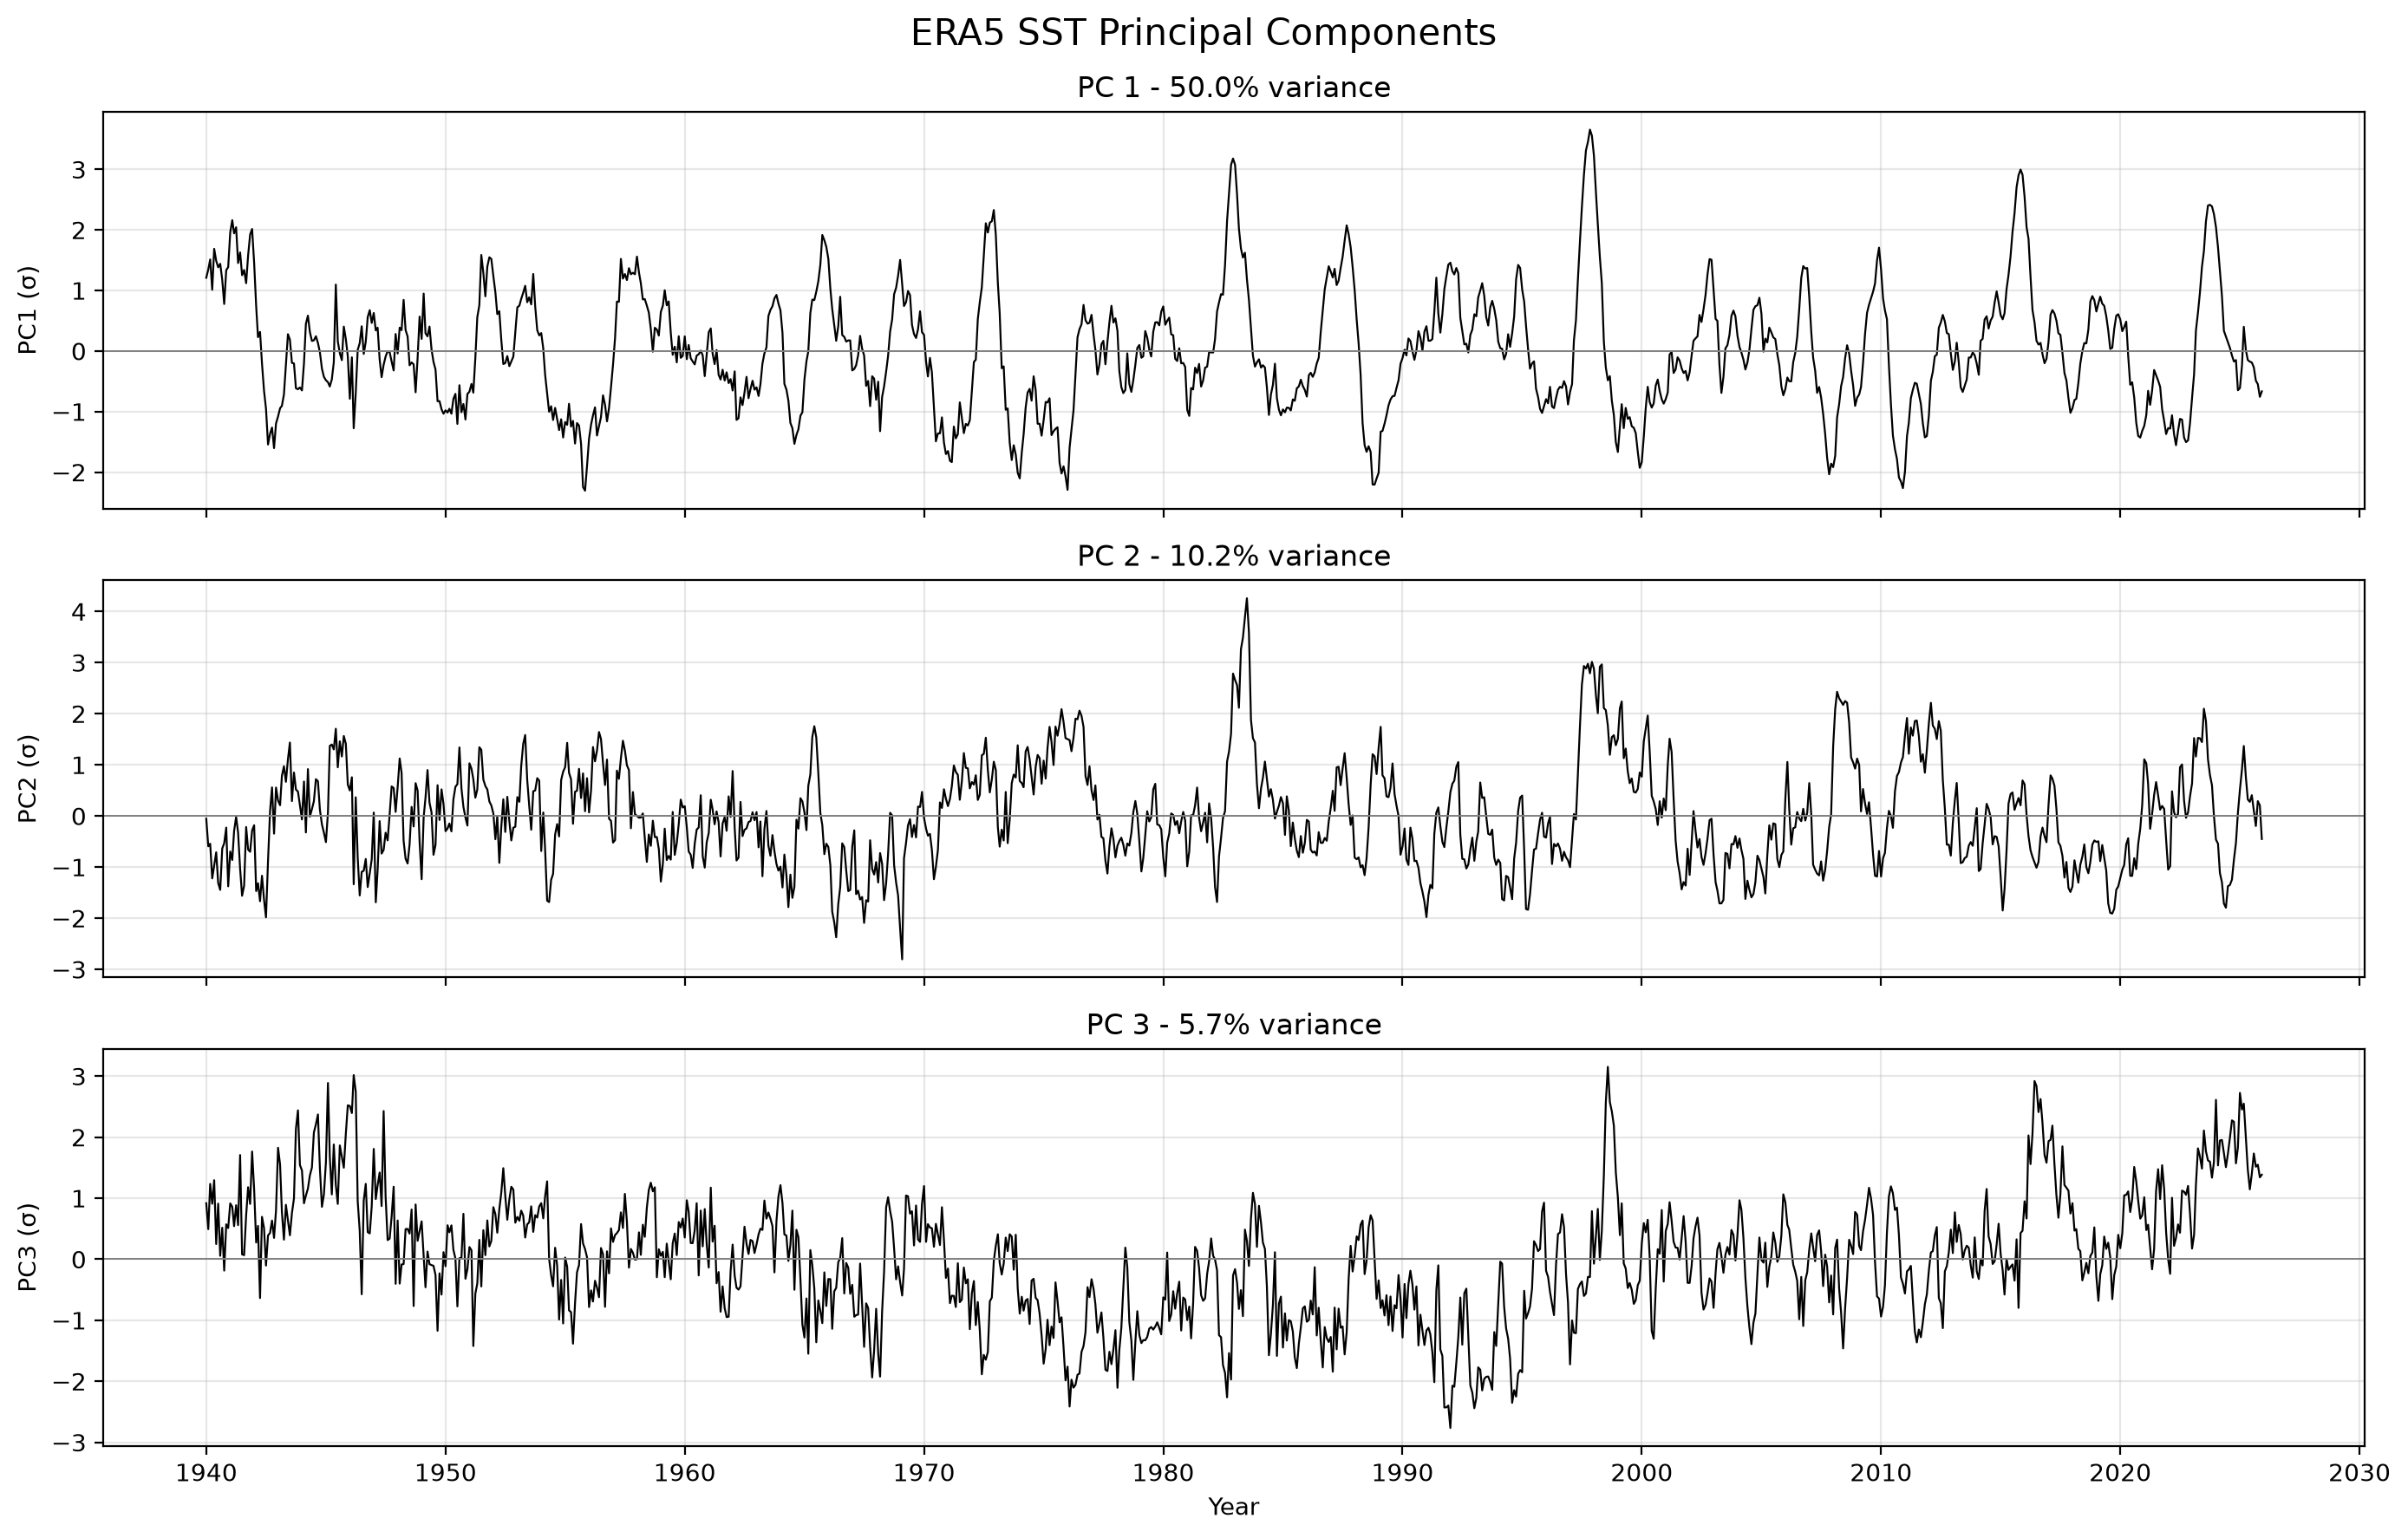 ERA5 SST Principal Components
PC 1 - 50.0% variance
PC1 (σ)
3
2
1
0
−1
−2
PC 2 - 10.2% variance
PC2 (σ)
4
3
2
1
0
−1
−2
−3
PC 3 - 5.7% variance
PC3 (σ)
3
2
1
0
−1
−2
−3
1940 1950 1960 1970 1980 1990 2000 2010 2020 2030
Year